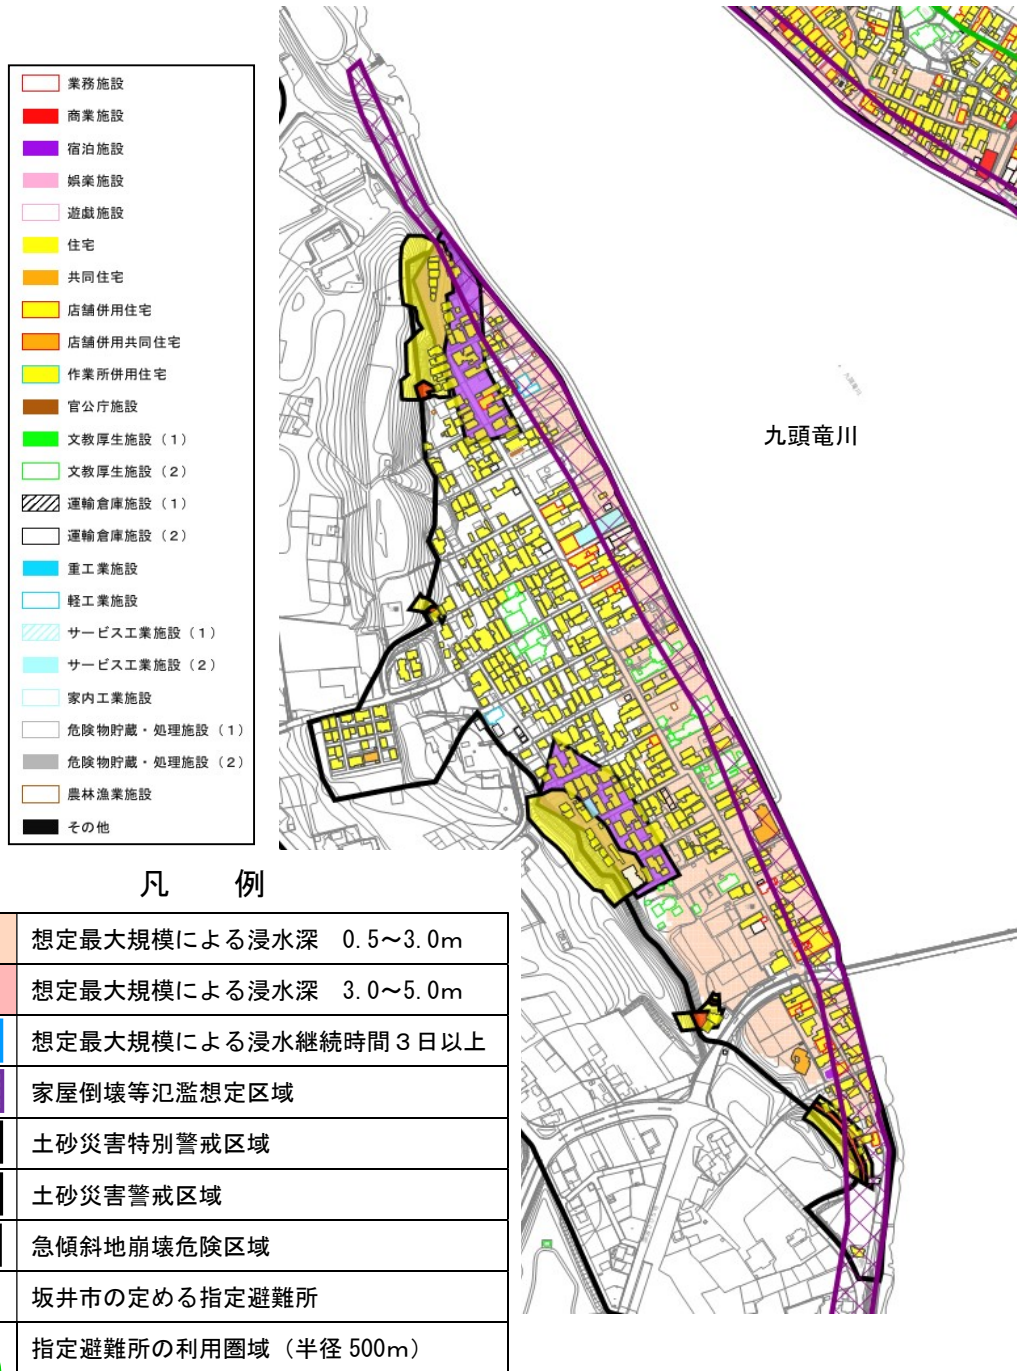 業務施設
商業施設
宿泊施設
娯楽施設
遊戯施設
住宅
共同住宅
店舗併用住宅
店舗併用共同住宅
作業所併用住宅
官公庁施設
文教厚生施設（１）
文教厚生施設（２）
運輸倉庫施設（１）
運輸倉庫施設（２）
重工業施設
軽工業施設
サービス工業施設（１）
サービス工業施設（２）
家内工業施設
危険物貯蔵・処理施設（１）
危険物貯蔵・処理施設（２）
農林漁業施設
その他
九頭竜川
九頭竜川
凡　例
想定最大規模による浸水深　0.5～3.0ｍ
想定最大規模による浸水深　3.0～5.0ｍ
想定最大規模による浸水継続時間３日以上
家屋倒壊等氾濫想定区域
土砂災害特別警戒区域
土砂災害警戒区域
急傾斜地崩壊危険区域
坂井市の定める指定避難所
指定避難所の利用圏域（半径 500ｍ）